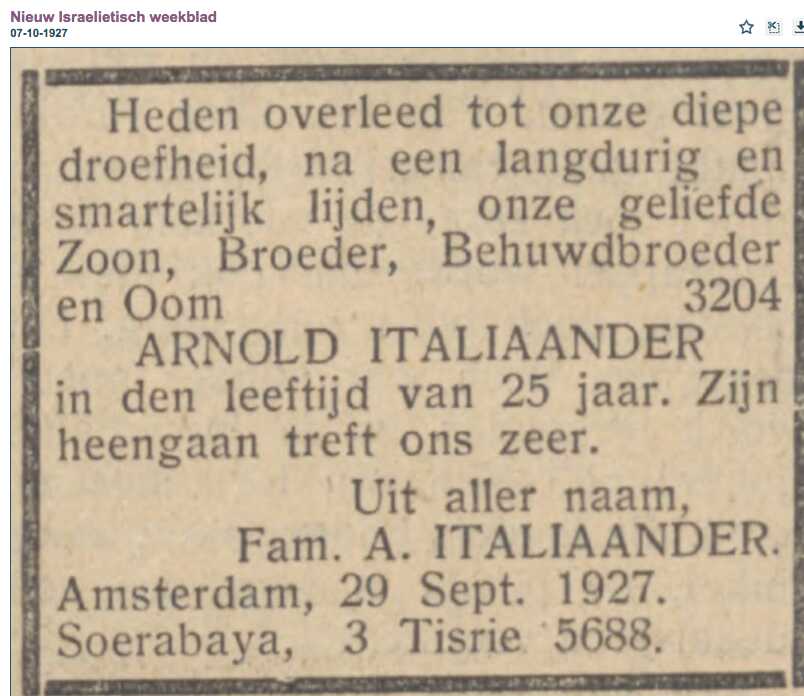 Nieuw Israelietisch weekblad
07-10-1927
Heden overleed tot onze diepe
droefheid, na een langdurig en
smartelijk lijden, onze geliefde
Zoon, Broeder, Behuwdbroeder
en Oom 3204
ARNOLD ITALIAANDER
in den leeftijd van 25 jaar. Zijn
heengaan treft ons zeer.
Uit aller naam,
Fam. A. ITALIAANDER.
Amsterdam, 29 Sept. 1927.
Soerabaya, 3 Tisrie 5688.